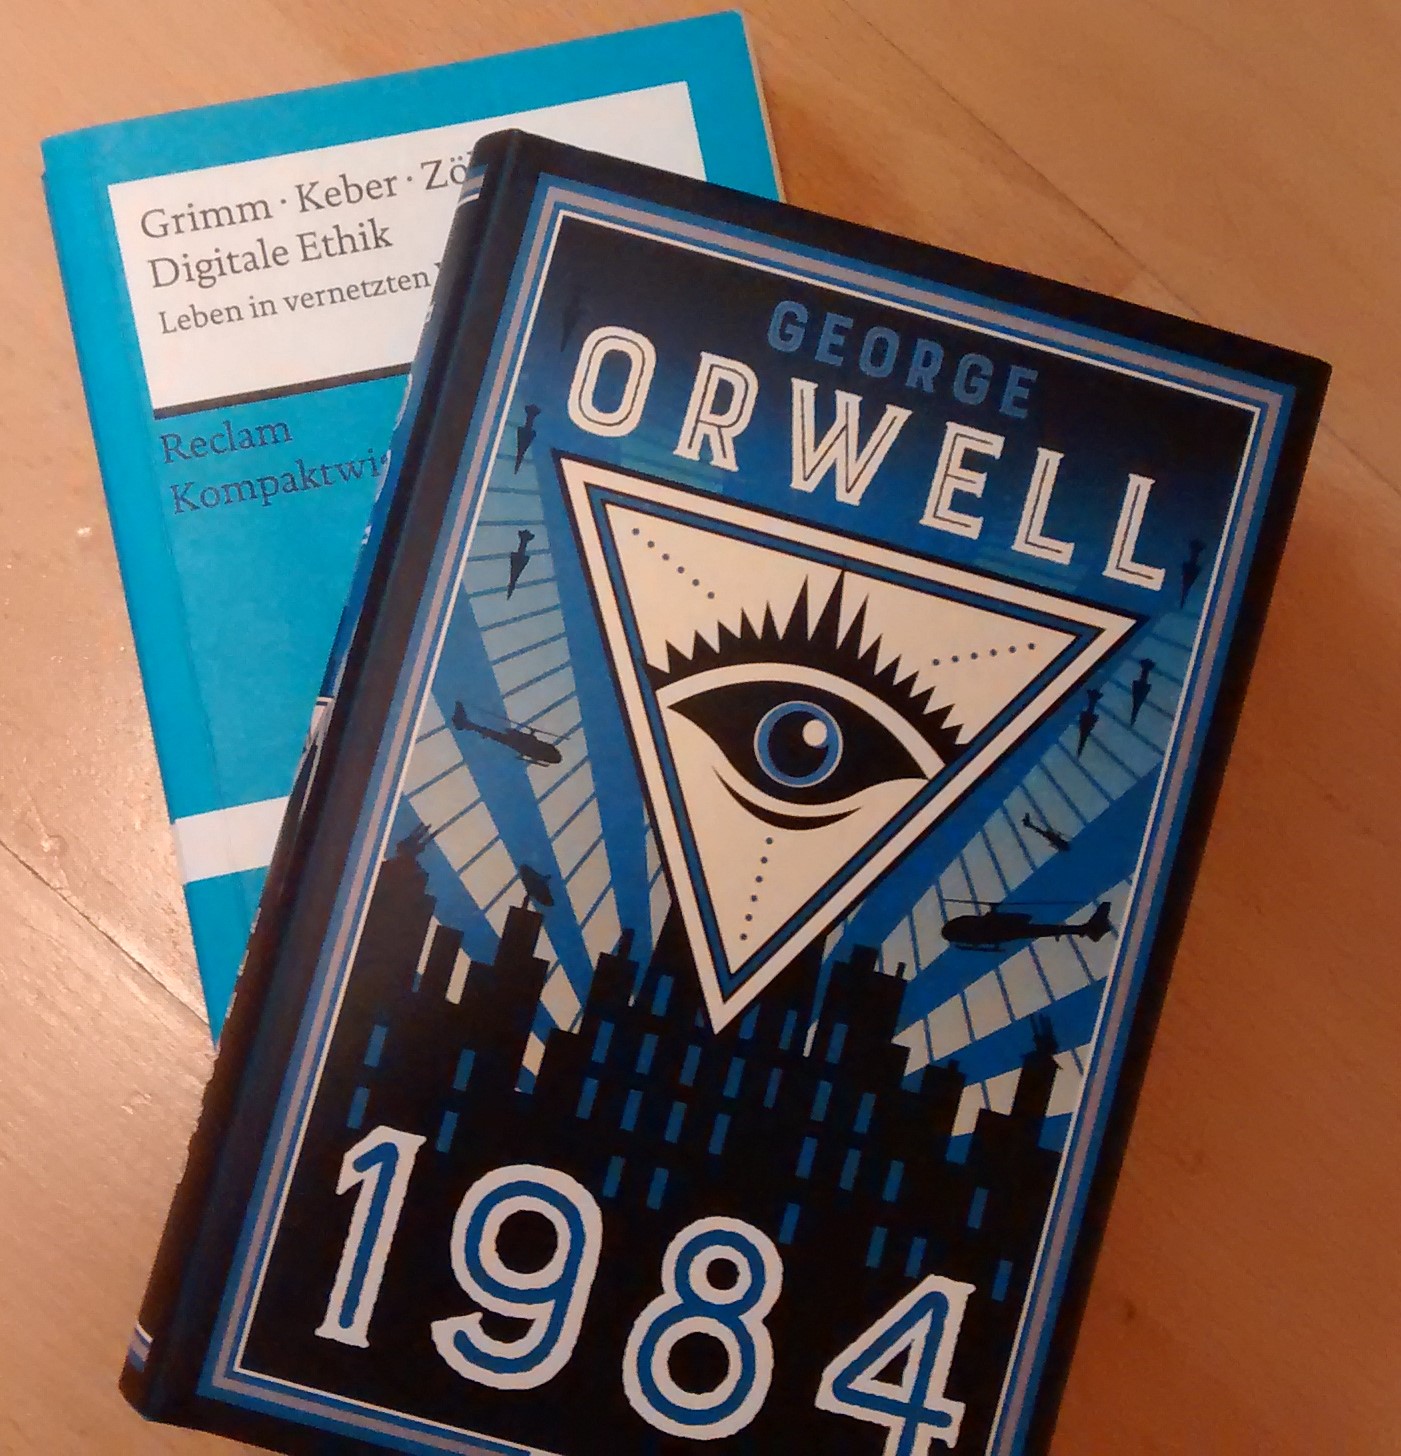 Grimm · Keber · Zö
Digitale Ethik
Leben in vernetzten
Reclam
Kompaktwi
GEORGE
ORWELL
1984